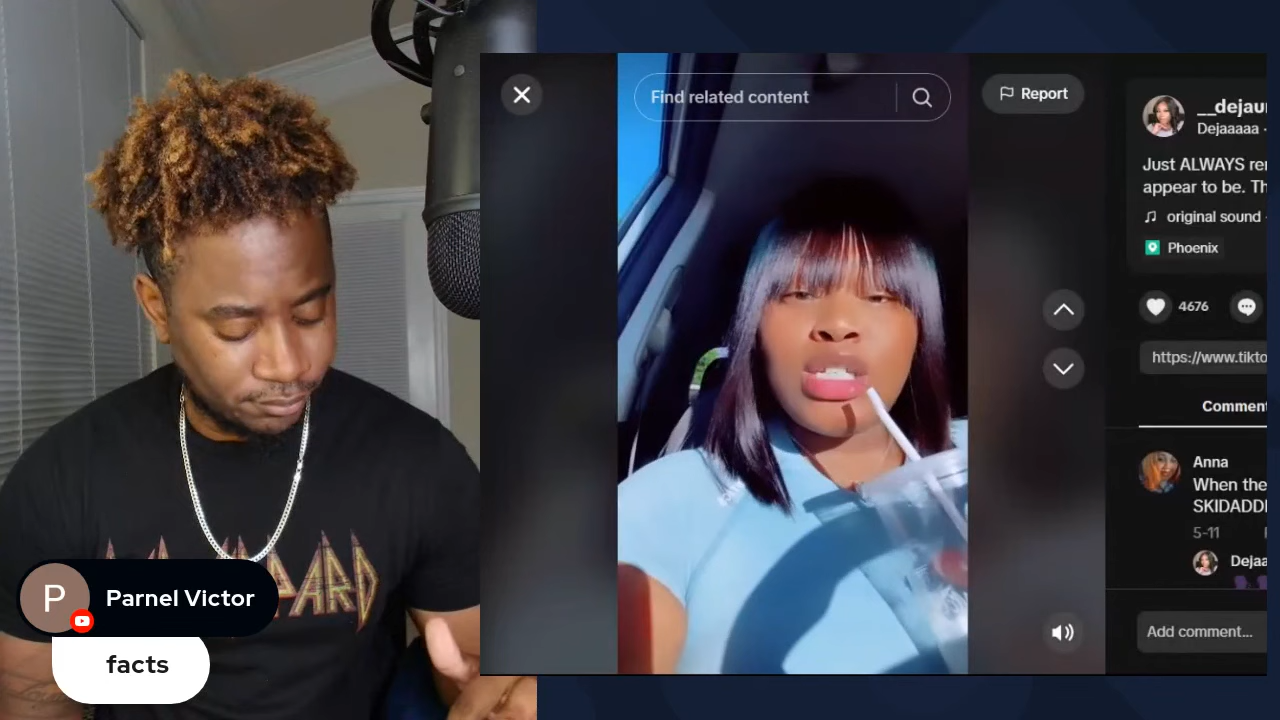 Find related content
Report
__dejau
Dejaaaaa ·
Just ALWAYS rer
appear to be. Th
original sound
Phoenix
4676
https://www.tikto
Comment
Anna
When the
SKIDADD
5-11
Dejaa
Add comment...
P
Parnel Victor
facts